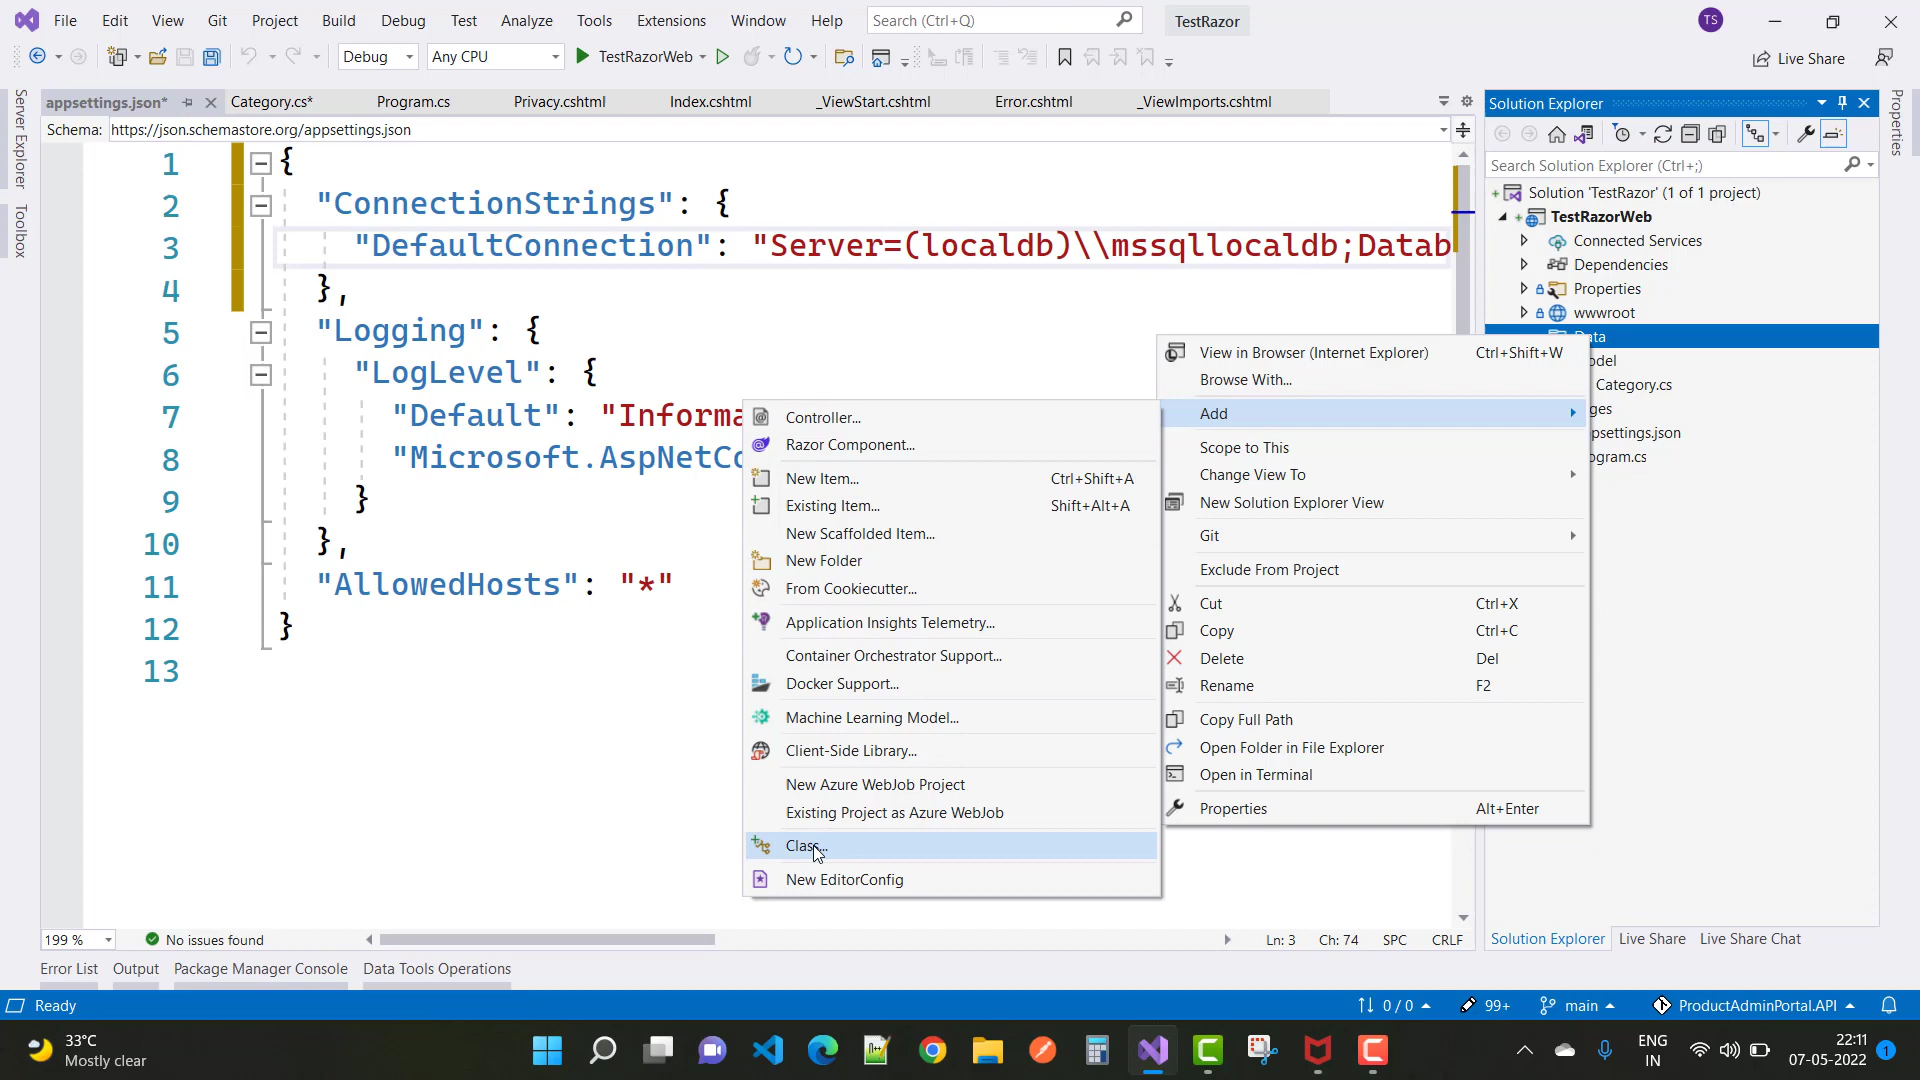 File Edit View Git Project Build Debug Test Analyze Tools Extensions Window Help Search (Ctrl+Q) TestRazor TS
Debug Any CPU TestRazorWeb Live Share
appsettings.json* Category.cs* Program.cs Privacy.cshtml Index.cshtml _ViewStart.cshtml Error.cshtml _ViewImports.cshtml
Schema: https://json.schemastore.org/appsettings.json
Server Explorer
Toolbox
1 {
2 "ConnectionStrings": {
3 "DefaultConnection": "Server=(localdb)\\mssqllocaldb;Datab
4 },
5 "Logging": {
6 "LogLevel": {
7 "Default": "Informa
8 "Microsoft.AspNetCo
9 }
10 },
11 "AllowedHosts": "*"
12 }
13
Controller...
Razor Component...
New Item... Ctrl+Shift+A
Existing Item... Shift+Alt+A
New Scaffolded Item...
New Folder
From Cookiecutter...
Application Insights Telemetry...
Container Orchestrator Support...
Docker Support...
Machine Learning Model...
Client-Side Library...
New Azure WebJob Project
Existing Project as Azure WebJob
Class...
New EditorConfig
View in Browser (Internet Explorer) Ctrl+Shift+W
Browse With...
Add
Scope to This
Change View To
New Solution Explorer View
Git
Exclude From Project
Cut Ctrl+X
Copy Ctrl+C
Delete Del
Rename F2
Copy Full Path
Open Folder in File Explorer
Open in Terminal
Properties Alt+Enter
Solution Explorer
Search Solution Explorer (Ctrl+;)
Solution 'TestRazor' (1 of 1 project)
TestRazorWeb
Connected Services
Dependencies
Properties
wwwroot
ata
odel
Category.cs
ges
psettings.json
ogram.cs
Properties
Solution Explorer Live Share Live Share Chat
199 % No issues found Ln: 3 Ch: 74 SPC CRLF
Error List Output Package Manager Console Data Tools Operations
Ready 0 / 0 99+ main ProductAdminPortal.API
33°C
Mostly clear
ENG
IN
22:11
07-05-2022
1